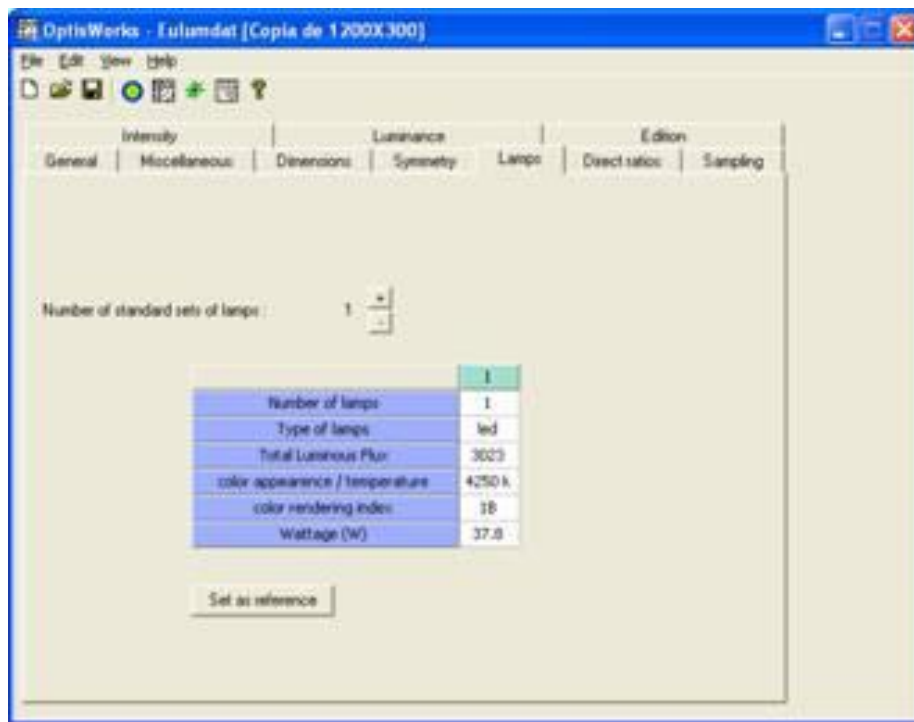 OptisWorks - Eulumdat [Copia de 1200X300]
File Edit View Help
Intensity Luminance Edition
General Miscellaneous Dimensions Symmetry Lamps Direct ratios Sampling
Number of standard sets of lamps : 1 +
-
1
Number of lamps 1
Type of lamps led
Total Luminous Flux 3023
color appearence / temperature 4250 k
color rendering index 1B
Wattage (W) 37.8
Set as reference